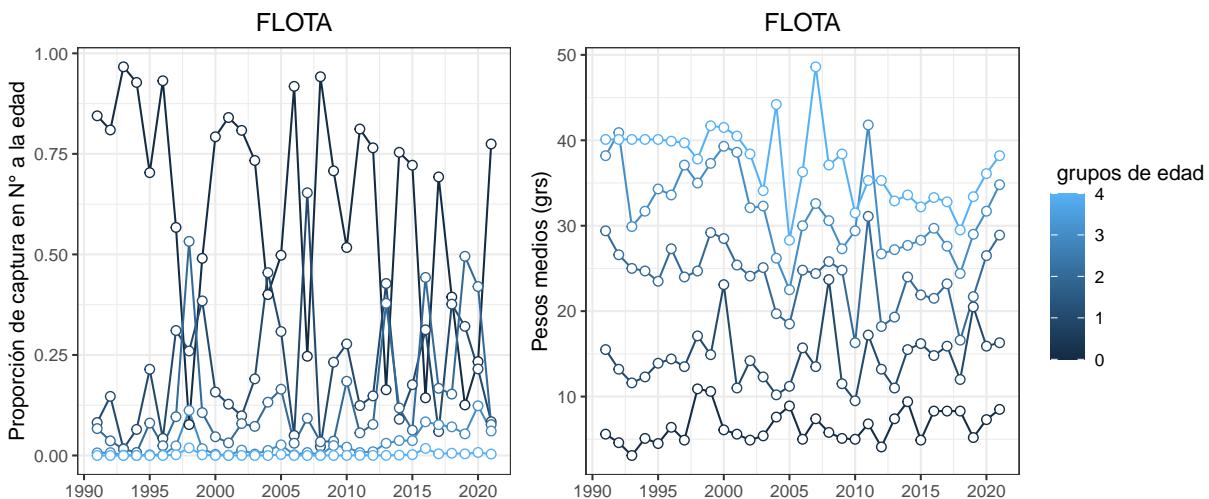 FLOTA
Proporción de captura en N° a la edad
1.00
0.75
0.50
0.25
0.00
1990 1995 2000 2005 2010 2015 2020
FLOTA
Pesos medios (grs)
50
40
30
20
10
1990 1995 2000 2005 2010 2015 2020
grupos de edad
4
3
2
1
0